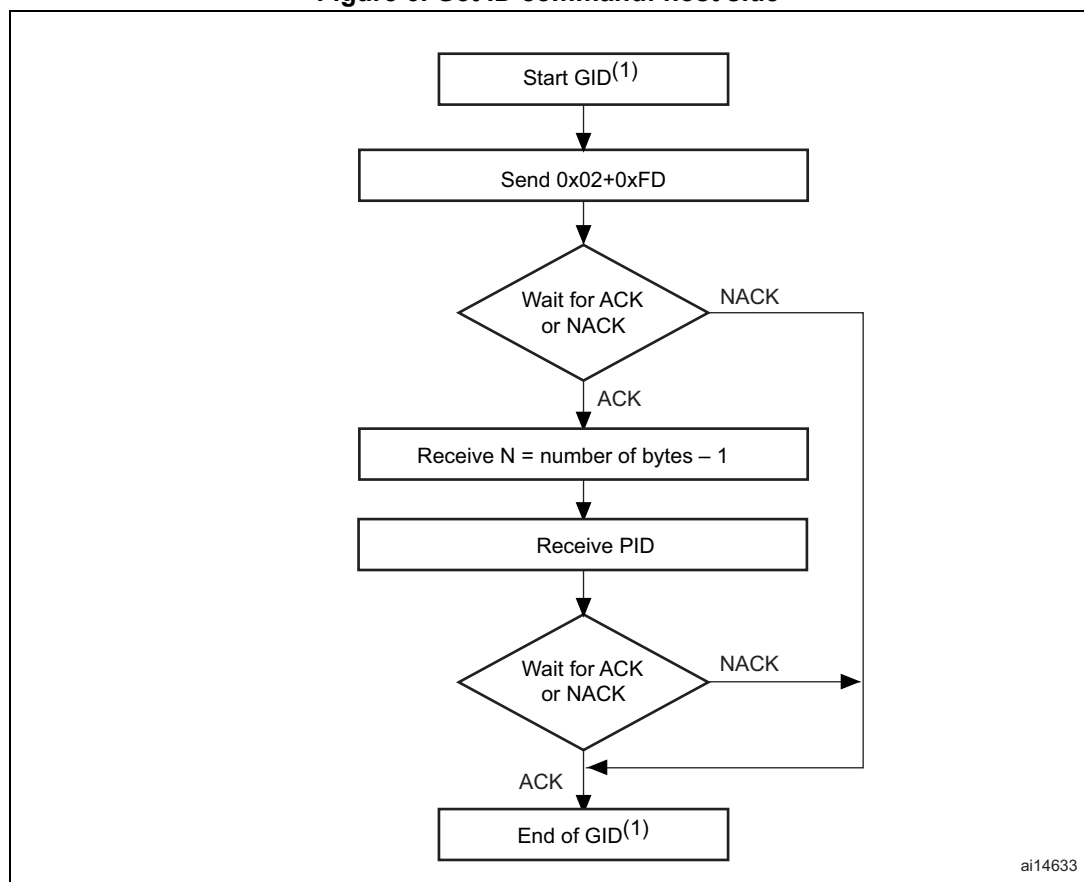 Figure Get ID command: host side
Start GID(1)
Send 0x02+0xFD
Wait for ACK
or NACK
NACK
ACK
Receive N = number of bytes – 1
Receive PID
Wait for ACK
or NACK
NACK
ACK
End of GID(1)
ai14633